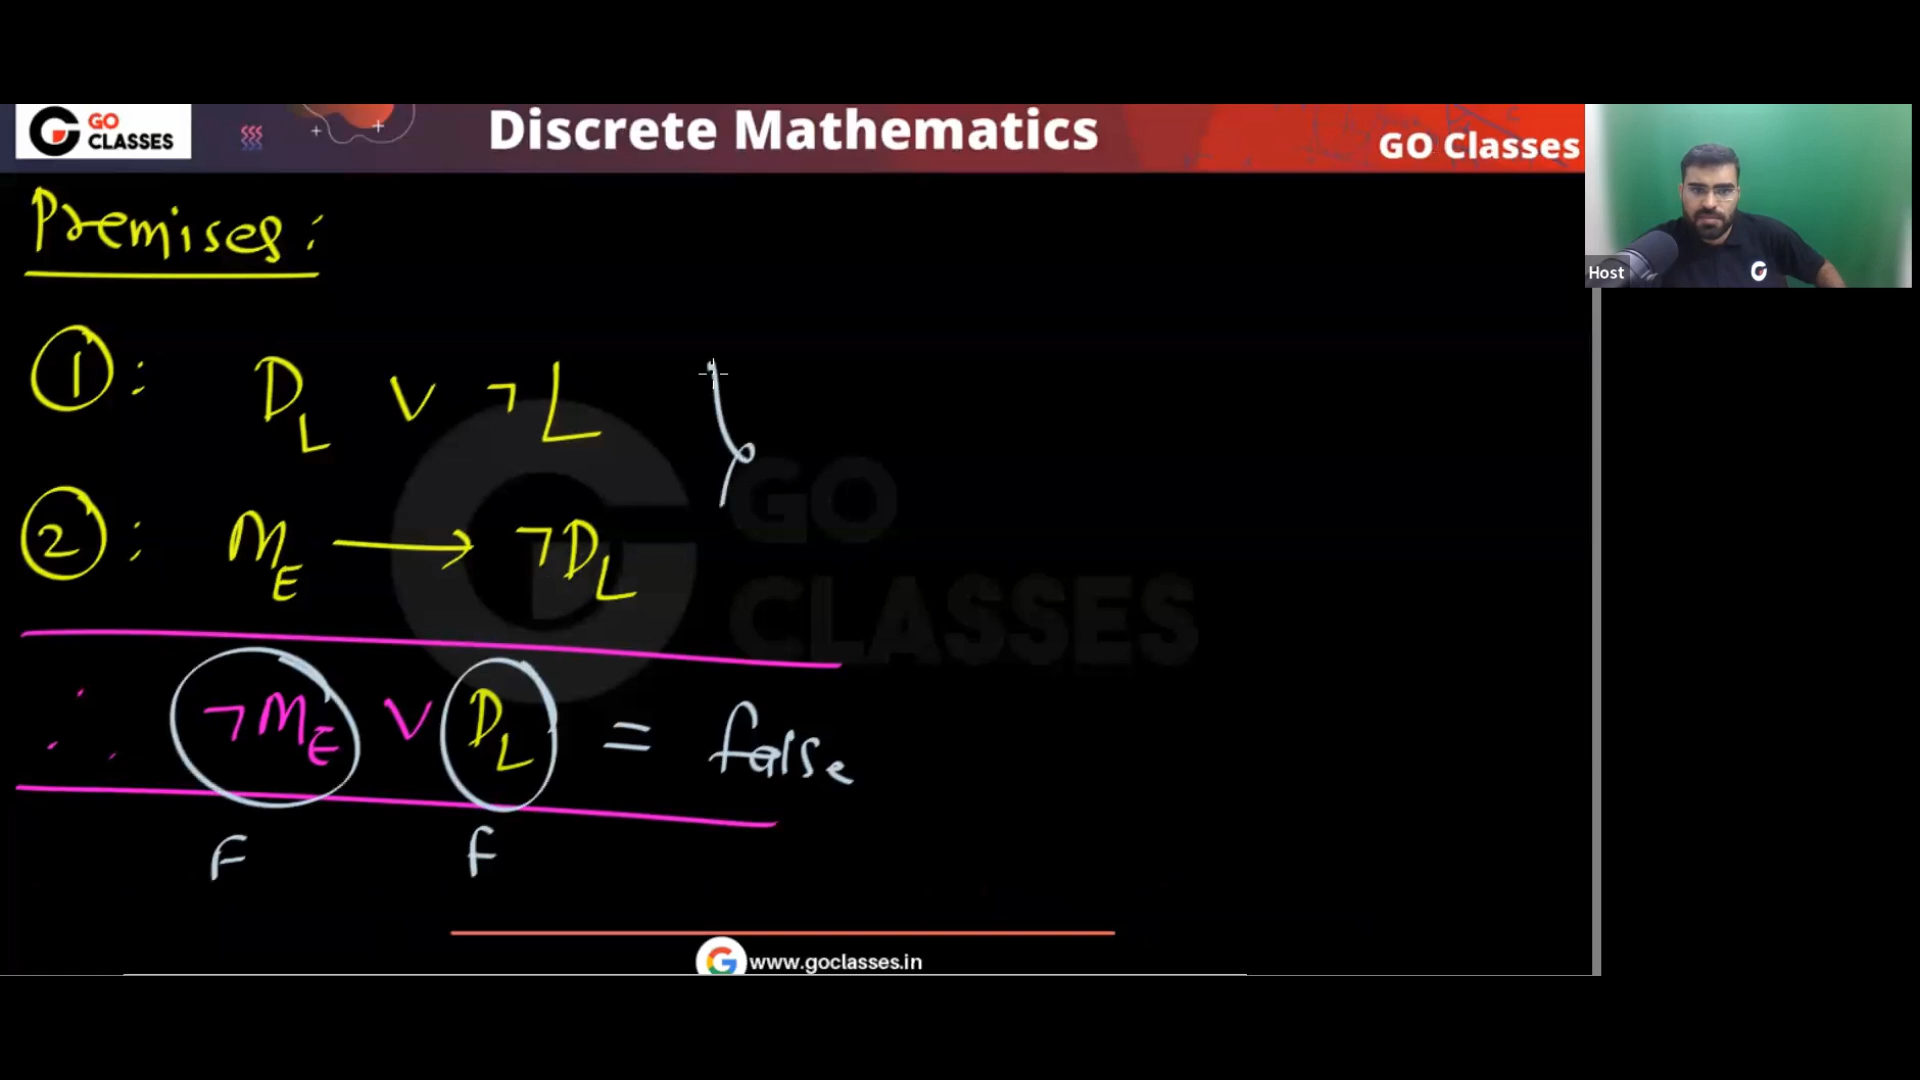 GO CLASSES
Discrete Mathematics
GO Classes
Host
Premises:
① : D_L ∨ ¬L
② : M_E ⟶ ¬D_L
∴ ¬M_E ∨ D_L = false
F F
GO CLASSES
www.goclasses.in